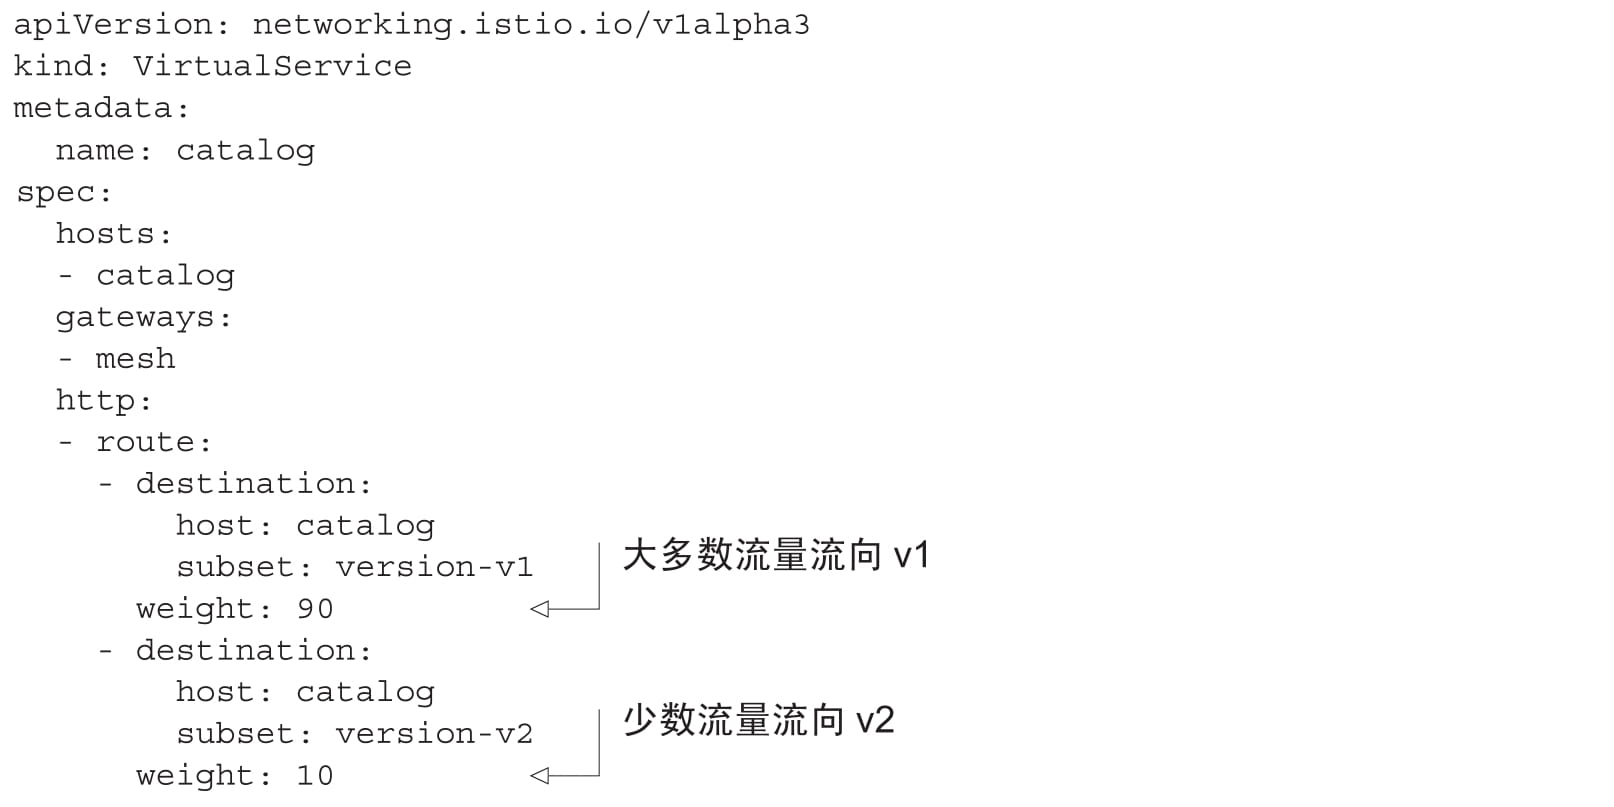 apiVersion: networking.istio.io/v1alpha3
kind: VirtualService
metadata:
  name: catalog
spec:
  hosts:
  - catalog
  gateways:
  - mesh
  http:
  - route:
    - destination:
        host: catalog
        subset: version-v1
      weight: 90
大多数流量流向 v1
    - destination:
        host: catalog
        subset: version-v2
      weight: 10
少数流量流向 v2